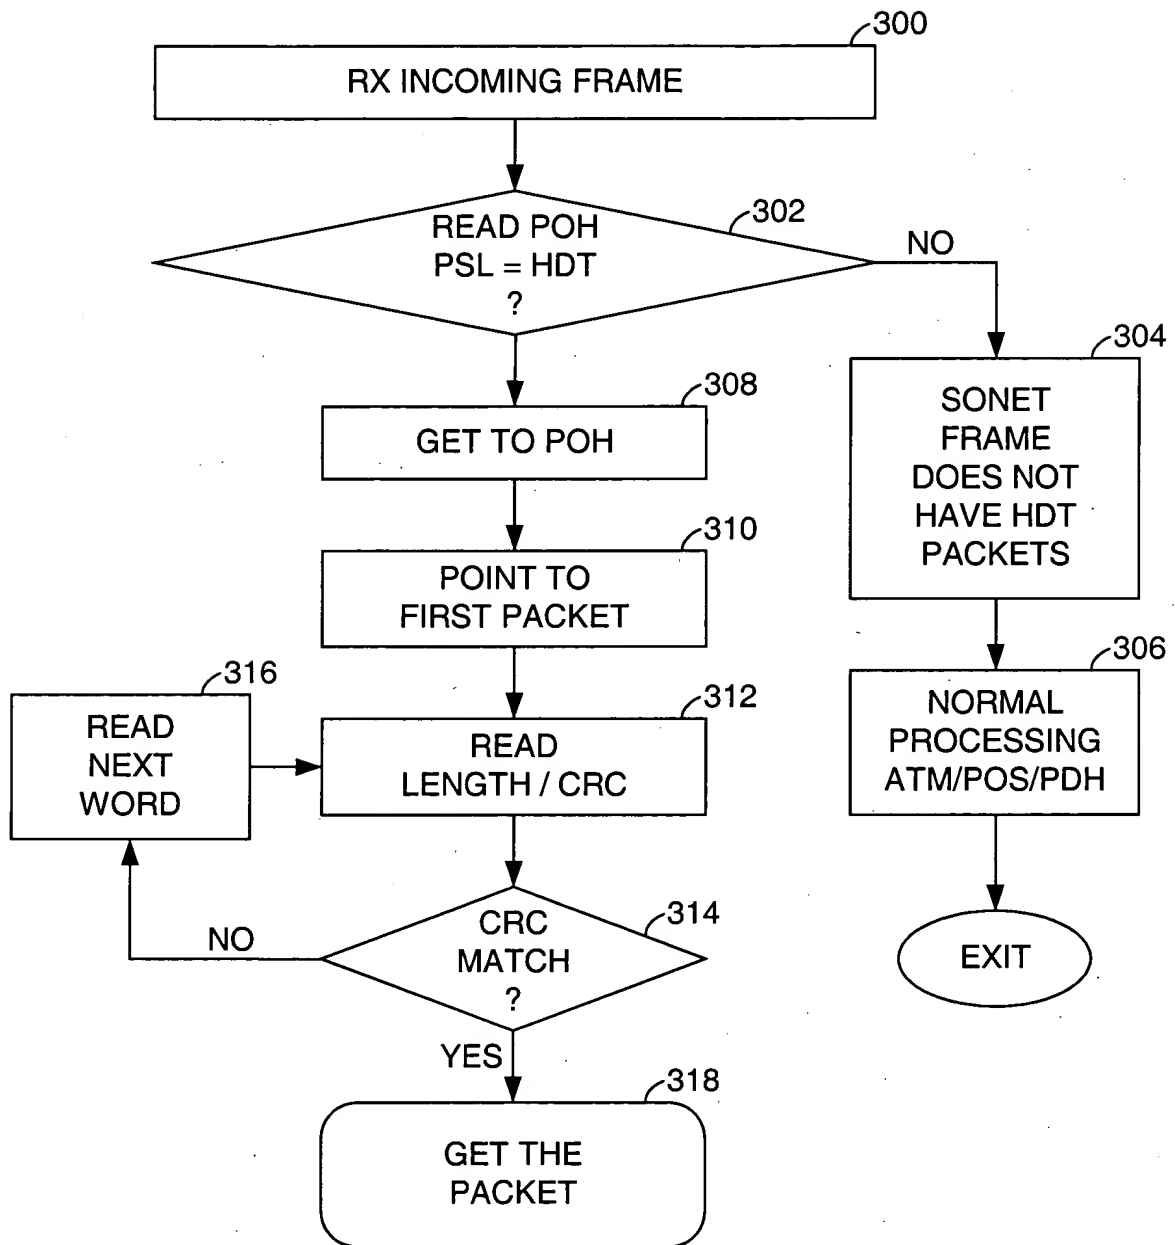 300
RX INCOMING FRAME
302
READ POH
PSL = HDT
?
NO
304
SONET
FRAME
DOES NOT
HAVE HDT
PACKETS
308
GET TO POH
310
POINT TO
FIRST PACKET
306
NORMAL
PROCESSING
ATM/POS/PDH
316
READ
NEXT
WORD
312
READ
LENGTH / CRC
314
CRC
MATCH
?
NO
YES
EXIT
318
GET THE
PACKET